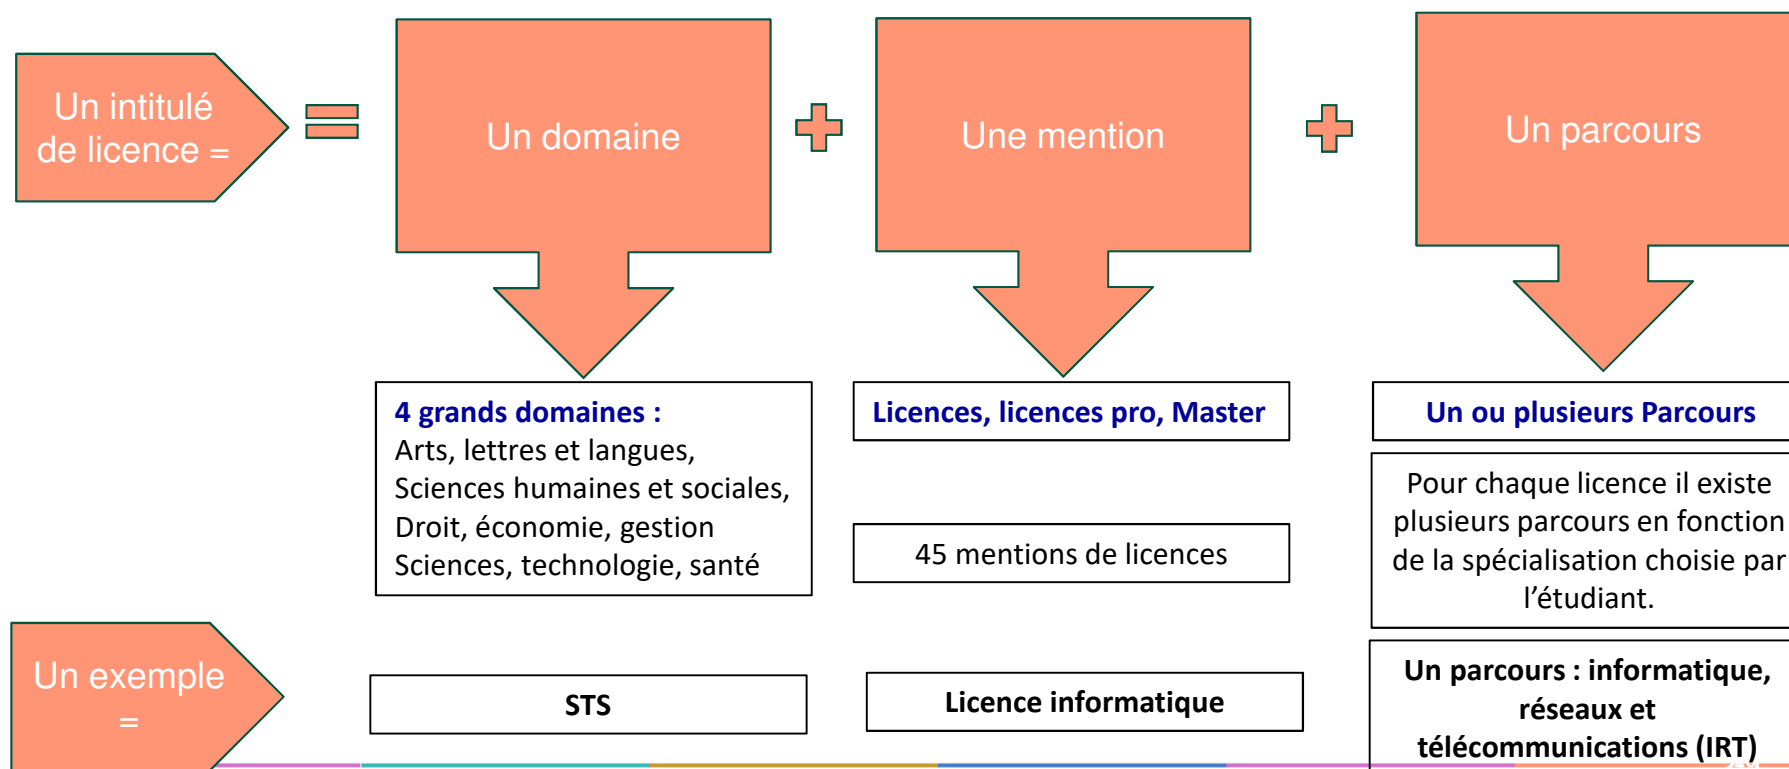 Un intitulé
de licence =
Un domaine
Une mention
Un parcours
4 grands domaines :
Arts, lettres et langues,
Sciences humaines et sociales,
Droit, économie, gestion
Sciences, technologie, santé
Licences, licences pro, Master
45 mentions de licences
Un ou plusieurs Parcours
Pour chaque licence il existe
plusieurs parcours en fonction
de la spécialisation choisie par
l’étudiant.
Un exemple
=
STS
Licence informatique
Un parcours : informatique,
réseaux et
télécommunications (IRT)